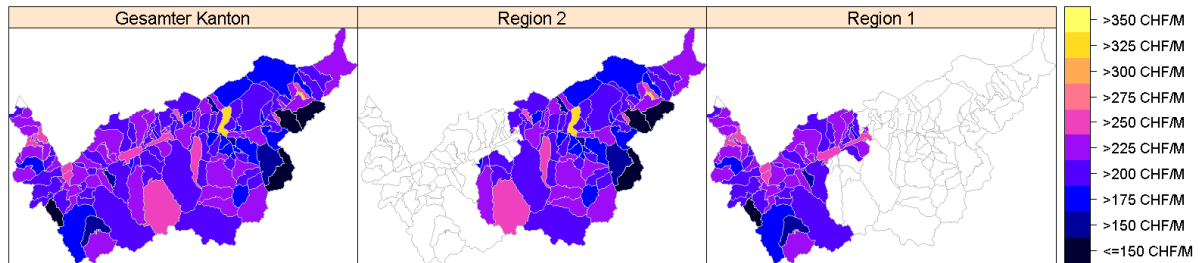 Gesamter Kanton
Region 2
Region 1
>350 CHF/M
>325 CHF/M
>300 CHF/M
>275 CHF/M
>250 CHF/M
>225 CHF/M
>200 CHF/M
>175 CHF/M
>150 CHF/M
<=150 CHF/M